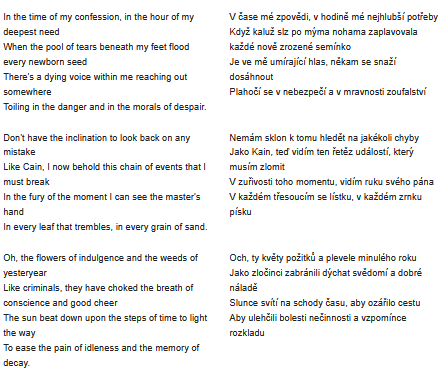 In the time of my confession, in the hour of my
deepest need
When the pool of tears beneath my feet flood
every newborn seed
There's a dying voice within me reaching out
somewhere
Toiling in the danger and in the morals of despair.
Don't have the inclination to look back on any
mistake
Like Cain, I now behold this chain of events that I
must break
In the fury of the moment I can see the master's
hand
In every leaf that trembles, in every grain of sand.
Oh, the flowers of indulgence and the weeds of
yesteryear
Like criminals, they have choked the breath of
conscience and good cheer
The sun beat down upon the steps of time to light
the way
To ease the pain of idleness and the memory of
decay.
V čase mé zpovědi, v hodině mé nejhlubší potřeby
Když kaluž slz po mýma nohama zaplavovala
každé nově zrozené semínko
Je ve mě umírající hlas, někam se snaží
dosáhnout
Plahočí se v nebezpečí a v mravnosti zoufalství
Nemám sklon k tomu hledět na jakékoli chyby
Jako Kain, teď vidím ten řetěz událostí, který
musím zlomit
V zuřivosti toho momentu, vidím ruku svého pána
V každém třesoucím se lístku, v každém zrnku
písku
Och, ty květy požitků a plevele minulého roku
Jako zločinci zabránili dýchat svědomí a dobré
náladě
Slunce svítí na schody času, aby ozářilo cestu
Aby ulehčili bolesti nečinnosti a vzpomínce
rozkladu